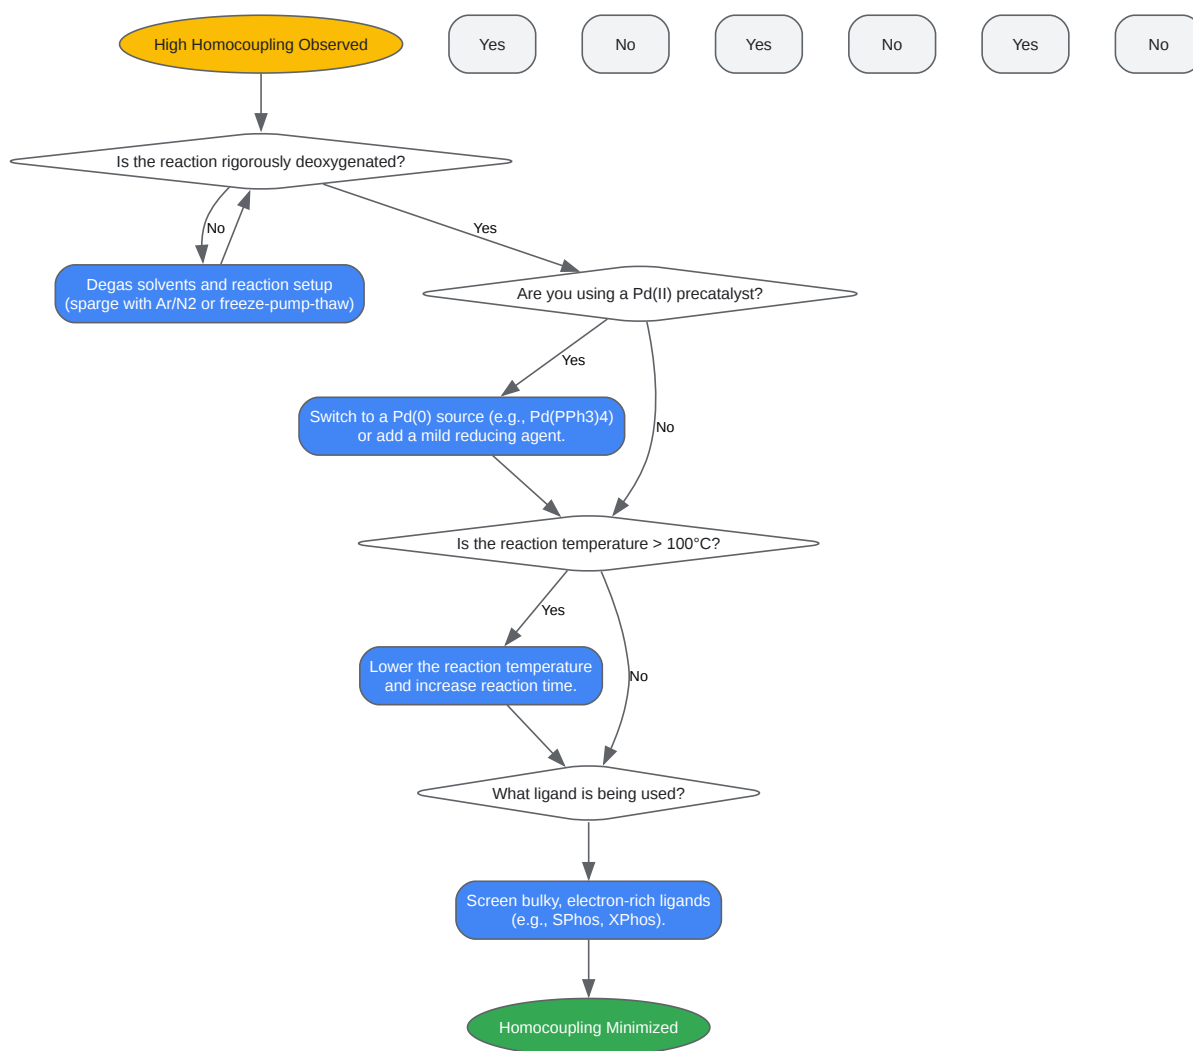 High Homocoupling Observed
Yes
No
Yes
No
Yes
No
Is the reaction rigorously deoxygenated?
No
Yes
Degas solvents and reaction setup
(sparge with Ar/N2 or freeze-pump-thaw)
Are you using a Pd(II) precatalyst?
Yes
No
Switch to a Pd(0) source (e.g., Pd(PPh3)4)
or add a mild reducing agent.
Is the reaction temperature > 100°C?
Yes
No
Lower the reaction temperature
and increase reaction time.
What ligand is being used?
Screen bulky, electron-rich ligands
(e.g., SPhos, XPhos).
Homocoupling Minimized